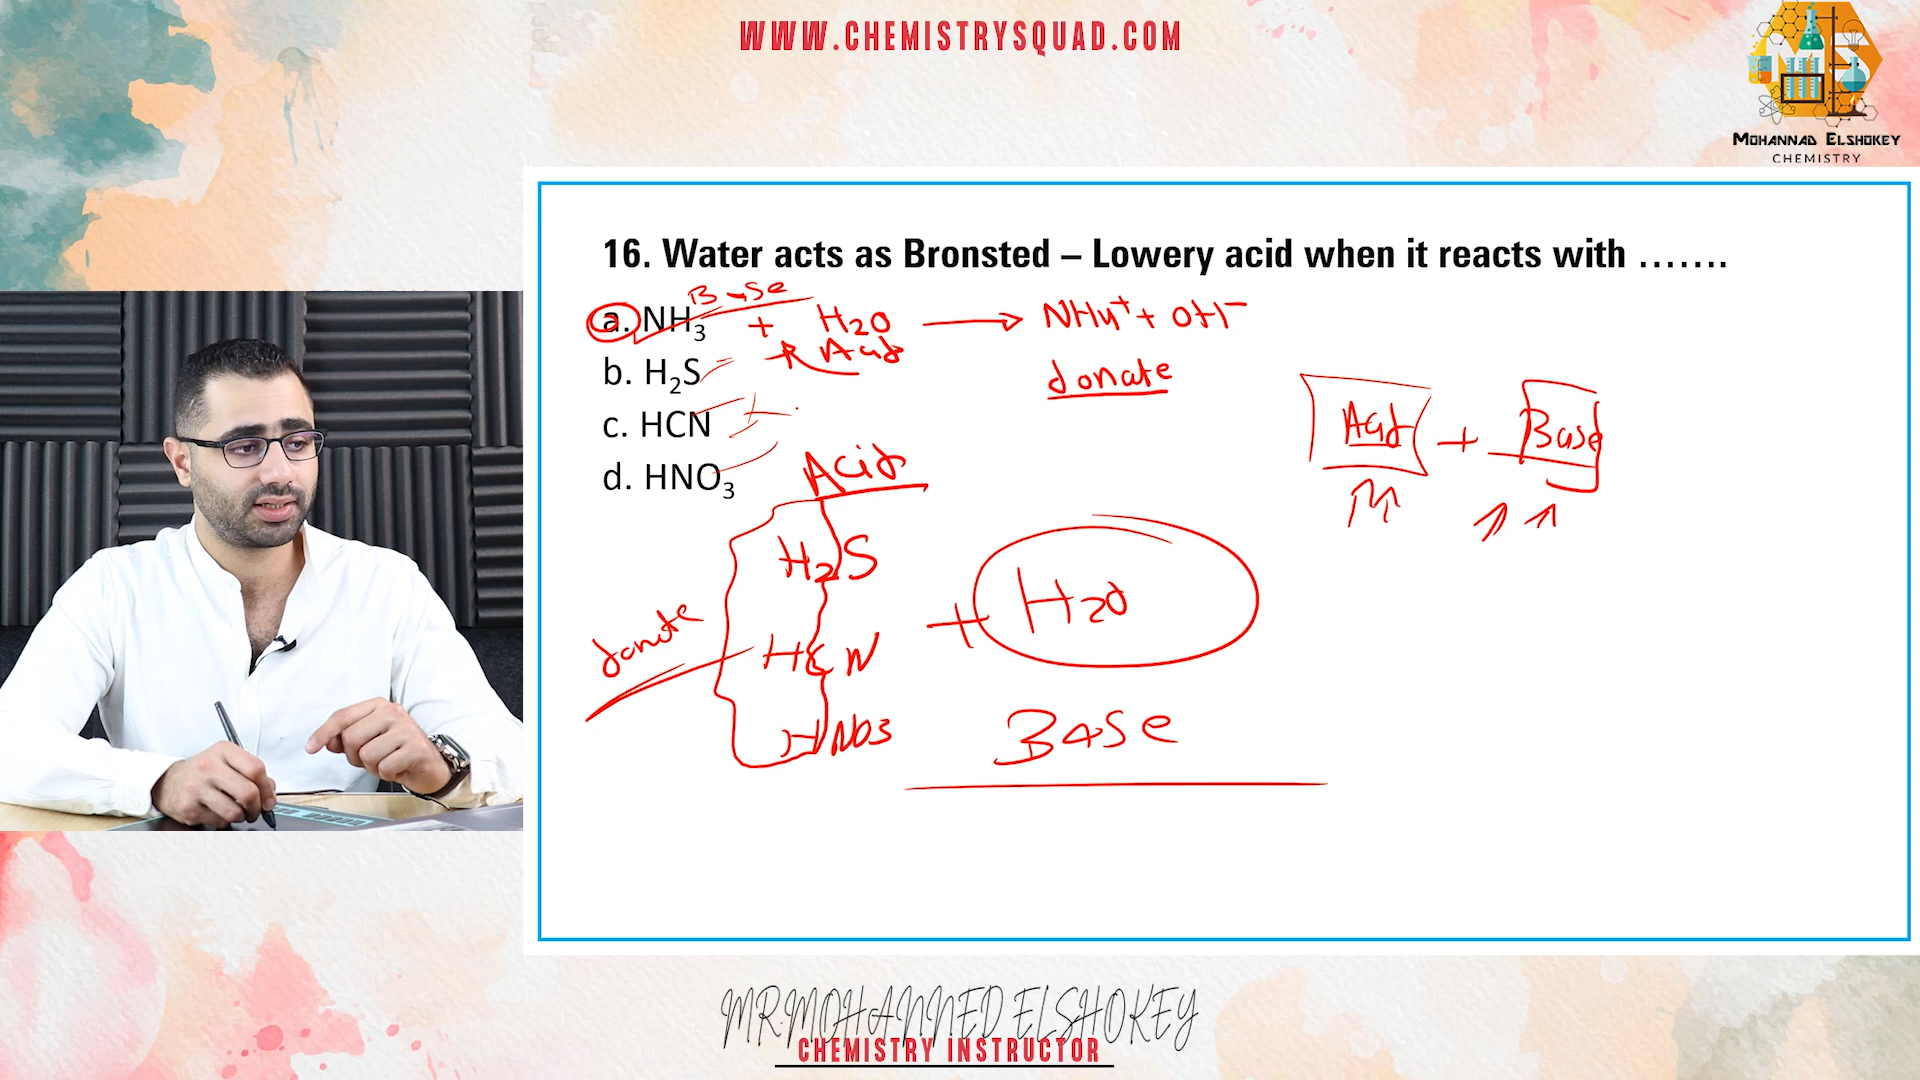 WWW.CHEMISTRYSQUAD.COM
MS
MOHANNAD ELSHOKEY
CHEMISTRY
16. Water acts as Bronsted – Lowery acid when it reacts with .......
Base
a. NH3 + H2O → NH4+ + OH-
Acid
b. H2S
donate
c. HCN
d. HNO3
Acid + Base
Acid
H2S
donate
HCN + H2O
HNO3
Base
MR.MOHANNED ELSHOKEY
CHEMISTRY INSTRUCTOR